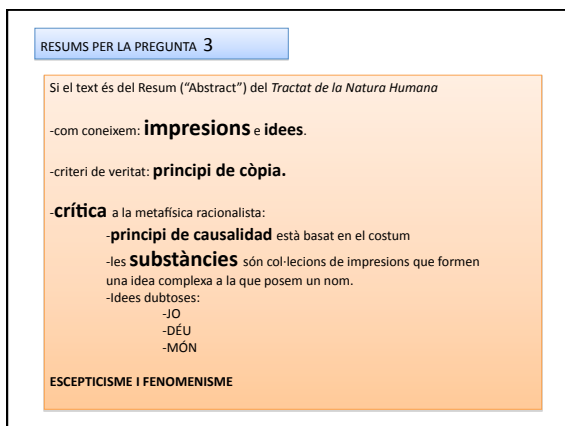 RESUMS PER LA PREGUNTA 3
Si el text és del Resum (“Abstract”) del Tractat de la Natura Humana
-com coneixem: impresions e idees.
-criteri de veritat: principi de còpia.
-crítica a la metafísica racionalista:
-principi de causalidad està basat en el costum
-les substàncies són col·lecions de impresions que formen
una idea complexa a la que posem un nom.
-Idees dubtoses:
-JO
-DÉU
-MÓN
ESCEPTICISME I FENOMENISME